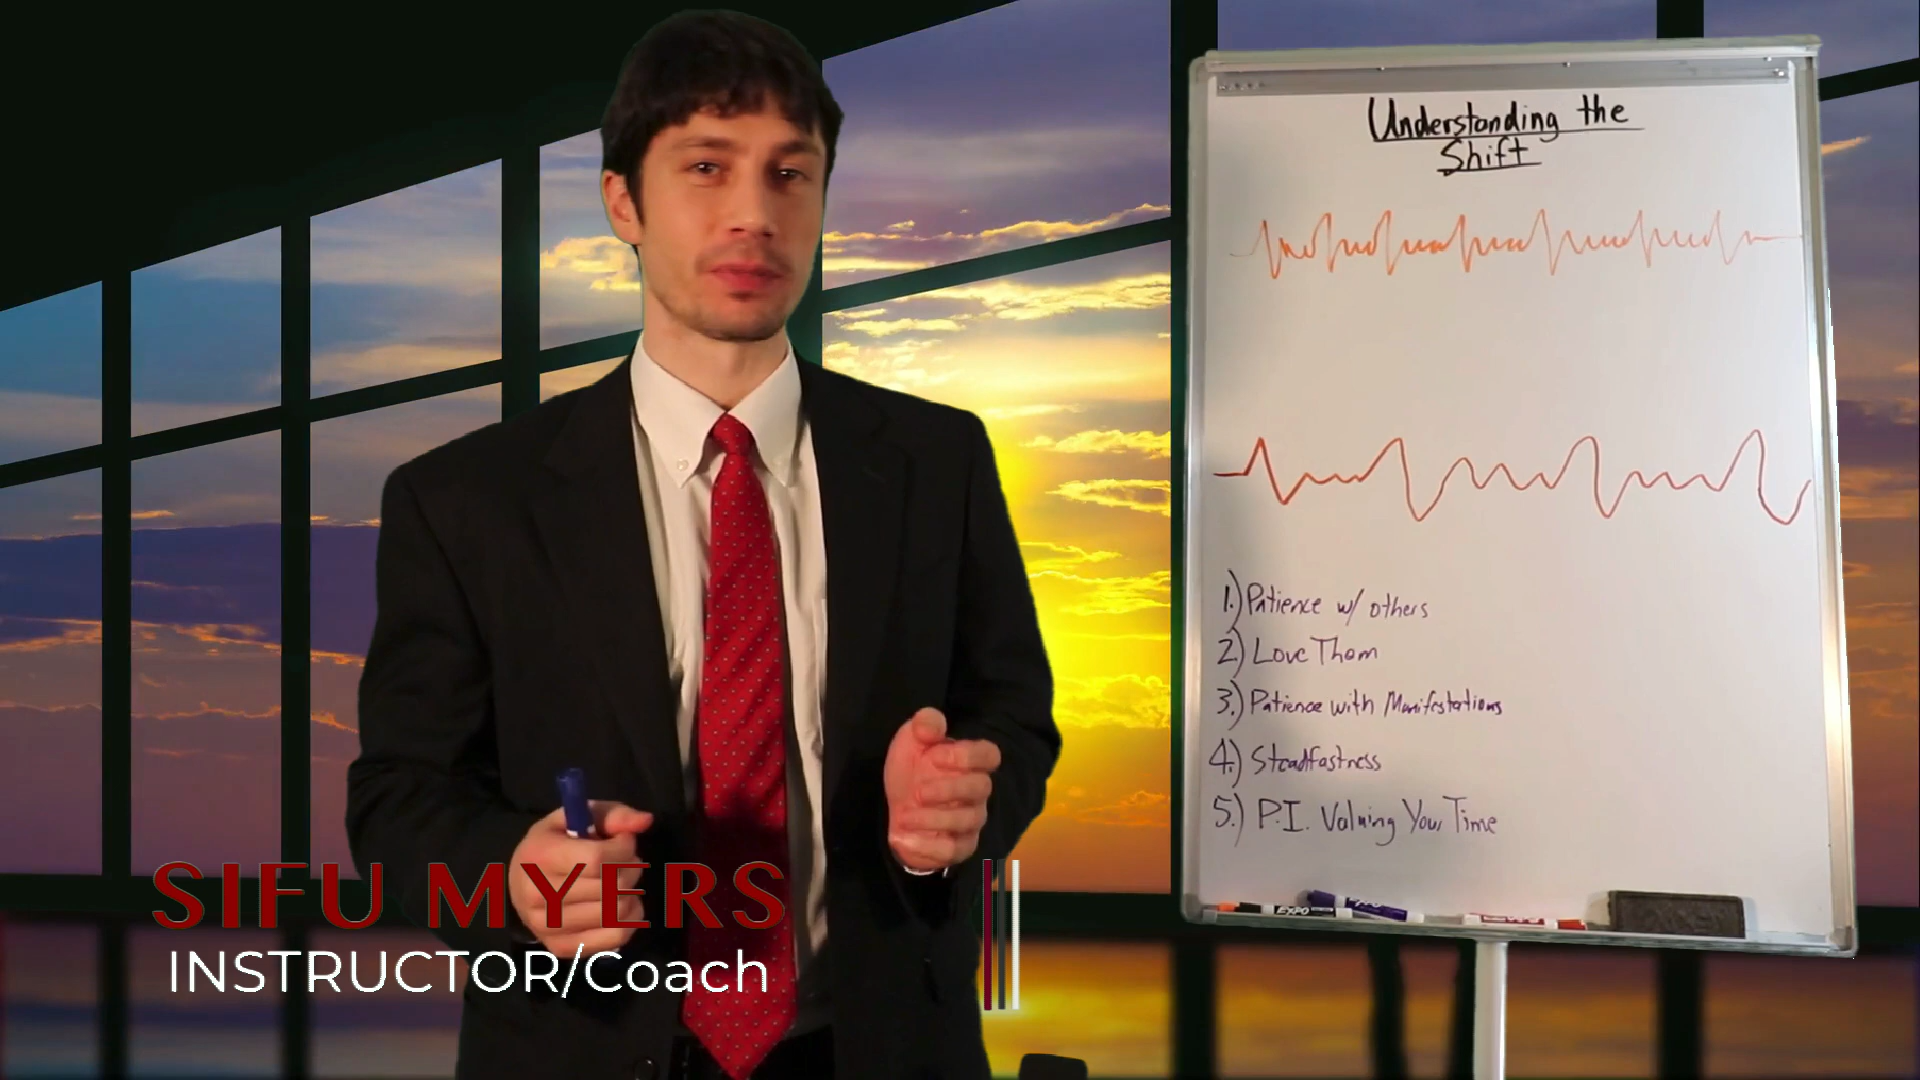 Understanding the
Shift
1.) Patience w/ others
2.) Love Them
3.) Patience with Manifestations
4.) Steadfastness
5.) P.I. Valuing Your Time
SIFU MYERS
INSTRUCTOR/Coach
EXPO